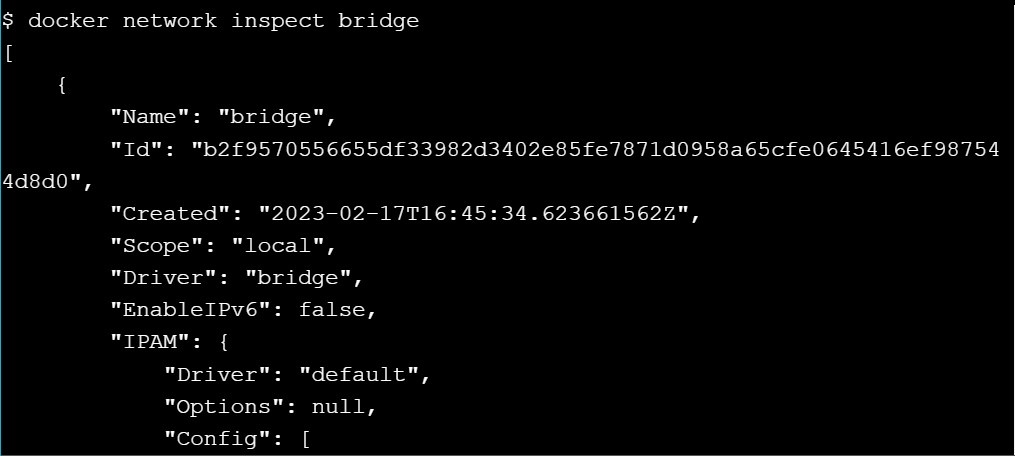 $ docker network inspect bridge
[
    {
        "Name": "bridge",
        "Id": "b2f9570556655df33982d3402e85fe7871d0958a65cfe0645416ef98754
4d8d0",
        "Created": "2023-02-17T16:45:34.623661562Z",
        "Scope": "local",
        "Driver": "bridge",
        "EnableIPv6": false,
        "IPAM": {
            "Driver": "default",
            "Options": null,
            "Config": [